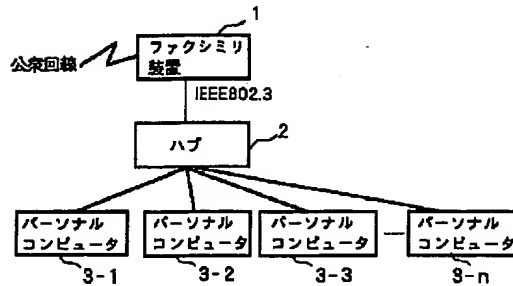 1
ファクシミリ
装置
公衆回線
IEEE802.3
ハブ
2
パーソナル
コンピュータ
パーソナル
コンピュータ
パーソナル
コンピュータ
パーソナル
コンピュータ
3-1
3-2
3-3
3-n